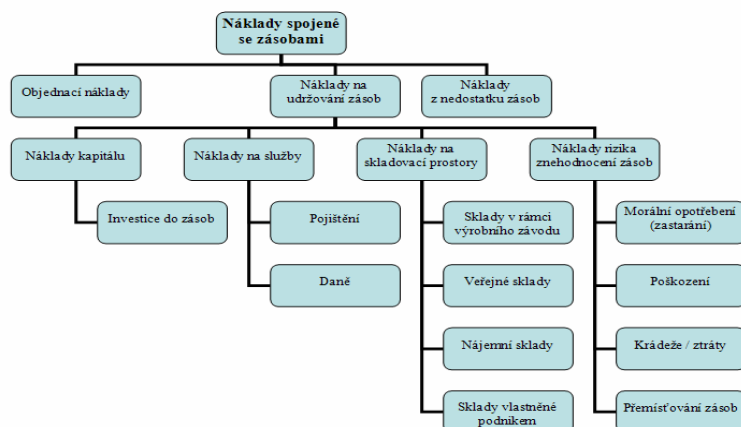 Náklady spojené
se zásobami
Objednací náklady
Náklady na
udržování zásob
Náklady
z nedostatku zásob
Náklady kapitálu
Náklady na služby
Náklady na
skladovací prostory
Náklady rizika
znehodnocení zásob
Investice do zásob
Pojištění
Sklady v rámci
výrobního závodu
Morální opotřebení
(zastarání)
Daně
Veřejné sklady
Poškození
Nájemní sklady
Krádeže / ztráty
Sklady vlastněné
podnikem
Přemísťování zásob